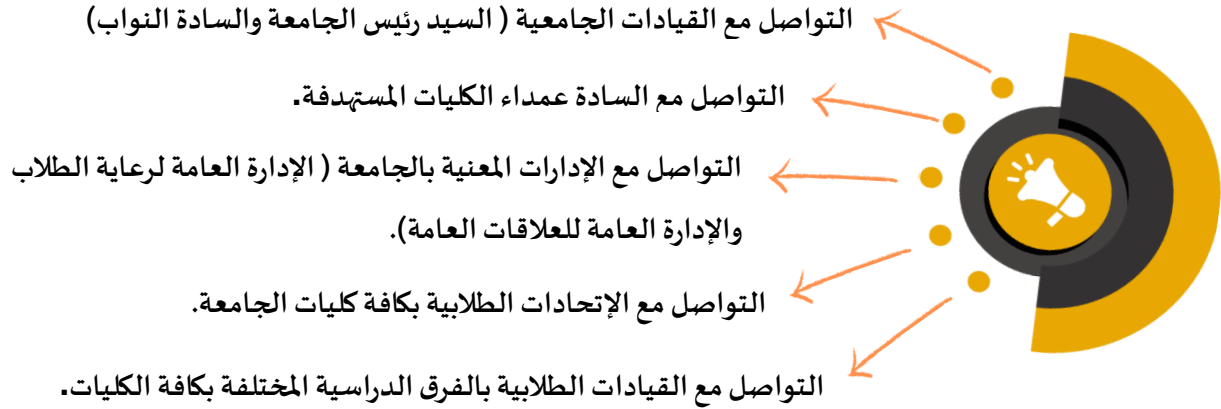 التواصل مع القيادات الجامعية ( السيد رئيس الجامعة والسادة النواب)
التواصل مع السادة عمداء الكليات المستهدفة.
التواصل مع الإدارات المعنية بالجامعة ( الإدارة العامة لرعاية الطلاب
والإدارة العامة للعلاقات العامة).
التواصل مع الإتحادات الطلابية بكافة كليات الجامعة.
التواصل مع القيادات الطلابية بالفرق الدراسية المختلفة بكافة الكليات.